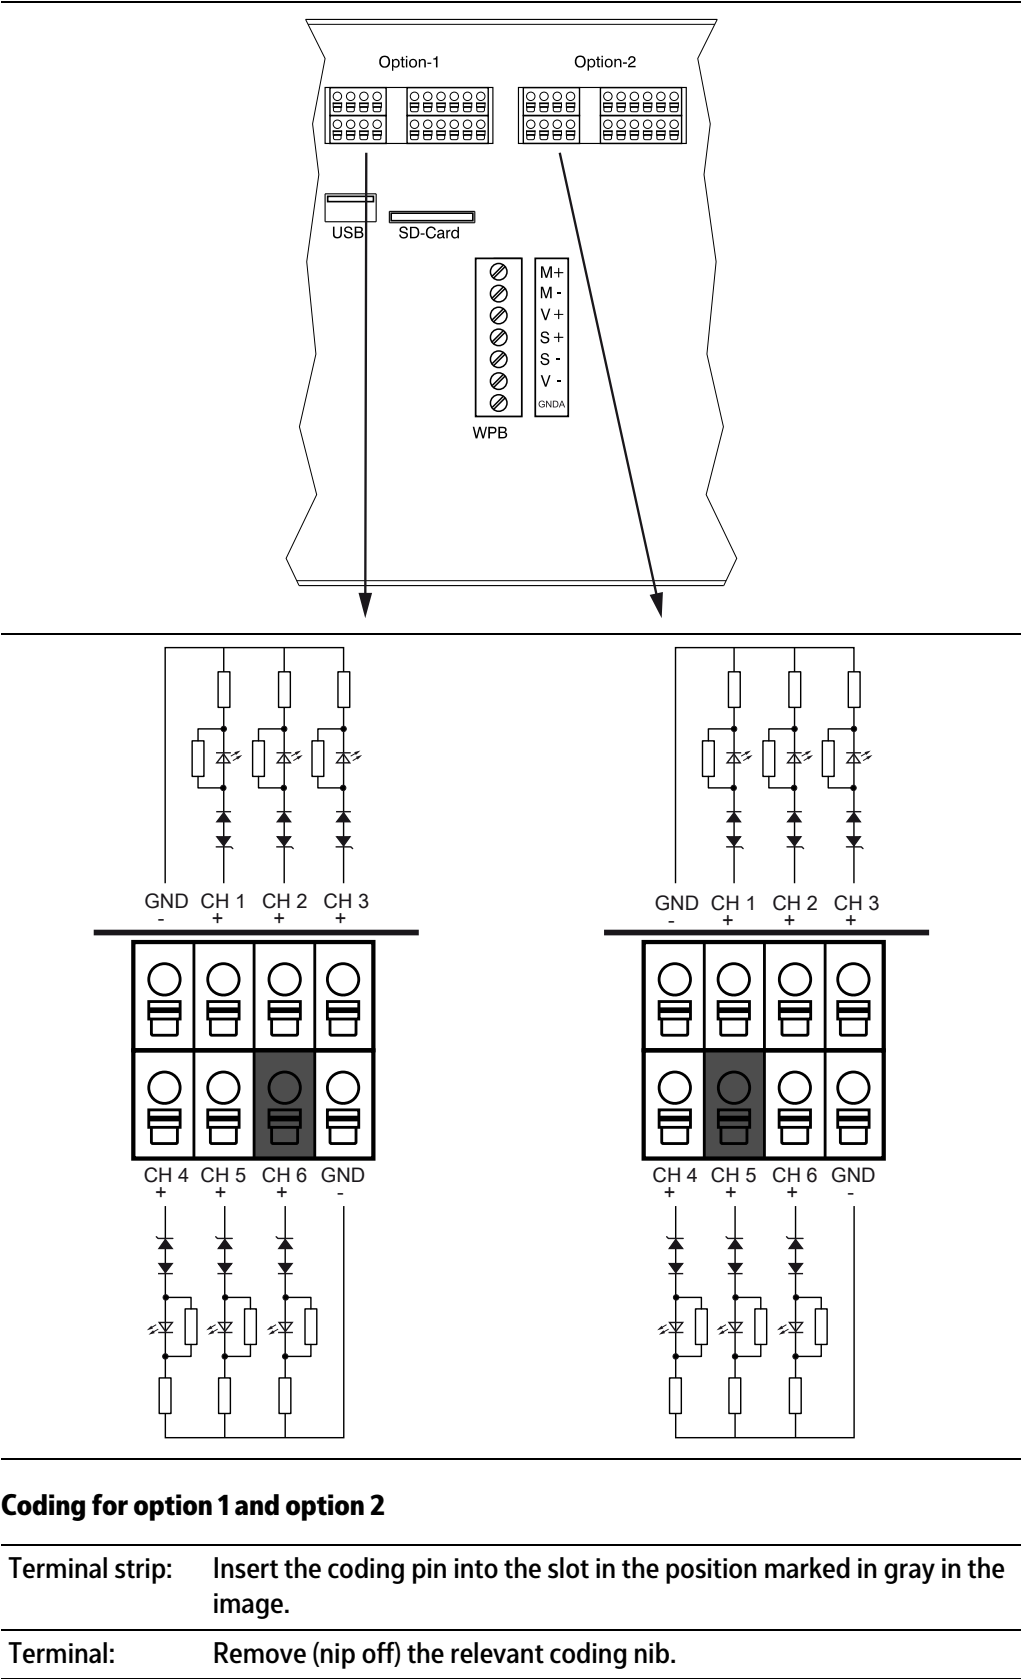 Option-1 Option-2
USB SD-Card
M+
M -
V +
S +
S -
V -
GNDA
WPB
GND CH 1 CH 2 CH 3 GND CH 1 CH 2 CH 3
- + + + - + + +
CH 4 CH 5 CH 6 GND CH 4 CH 5 CH 6 GND
+ + + - + + + -
Coding for option 1 and option 2
Terminal strip: Insert the coding pin into the slot in the position marked in gray in the
image.
Terminal: Remove (nip off) the relevant coding nib.